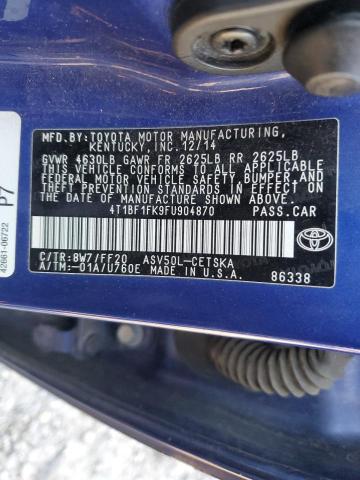 MFD.BY:TOYOTA MOTOR MANUFACTURING,
KENTUCKY,INC.12/14
GVWR 4630LB GAWR FR 2625LB RR 2625LB
THIS VEHICLE CONFORMS TO ALL APPLICABLE
FEDERAL MOTOR VEHICLE SAFETY, BUMPER,AND
THEFT PREVENTION STANDARDS IN EFFECT ON
THE DATE OF MANUFACTURE SHOWN ABOVE.
4T1BF1FK9FU904870 PASS.CAR
C/TR:8W7/FF20 ASV50L-CETSKA
A/TM:-01A/U760E MADE IN U.S.A.
86338
TOYOTA
P7
42661-06722